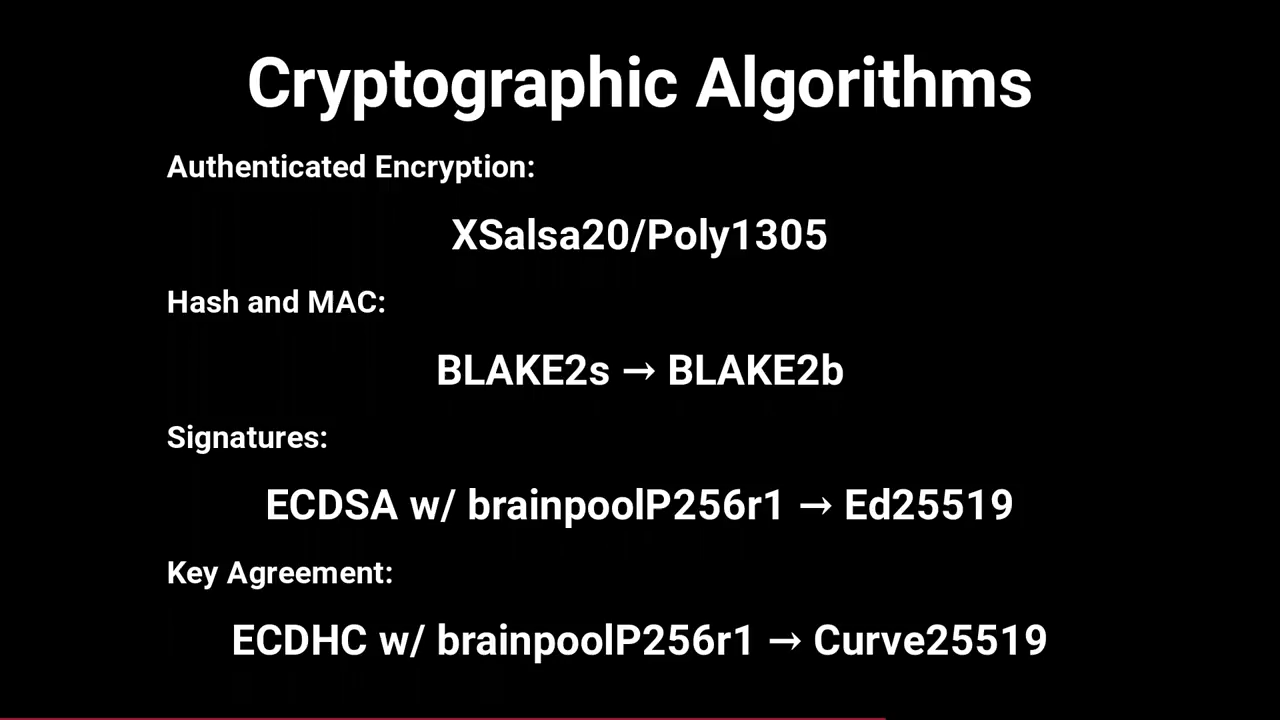 Cryptographic Algorithms
Authenticated Encryption:
XSalsa20/Poly1305
Hash and MAC:
BLAKE2s → BLAKE2b
Signatures:
ECDSA w/ brainpoolP256r1 → Ed25519
Key Agreement:
ECDHC w/ brainpoolP256r1 → Curve25519